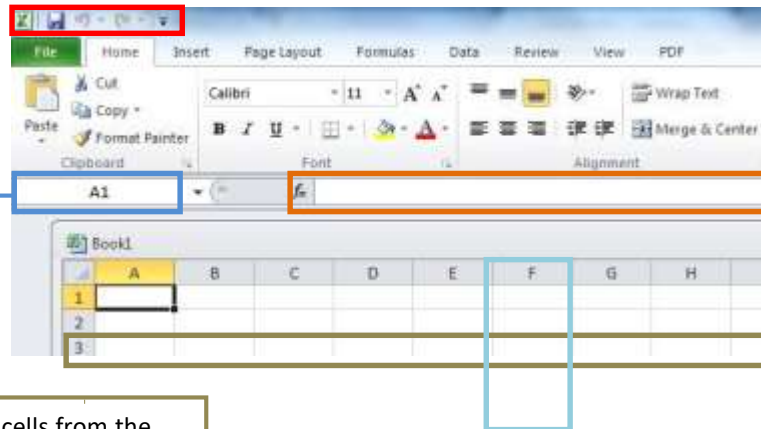 File Home Insert Page Layout Formulas Data Review View PDF
Cut
Calibri 11 A A Wrap Text
Copy
Paste Format Painter B I U A Merge & Center
Clipboard Font Alignment
A1 fx
Book1
A B C D E F G H
1
2
3
cells from the